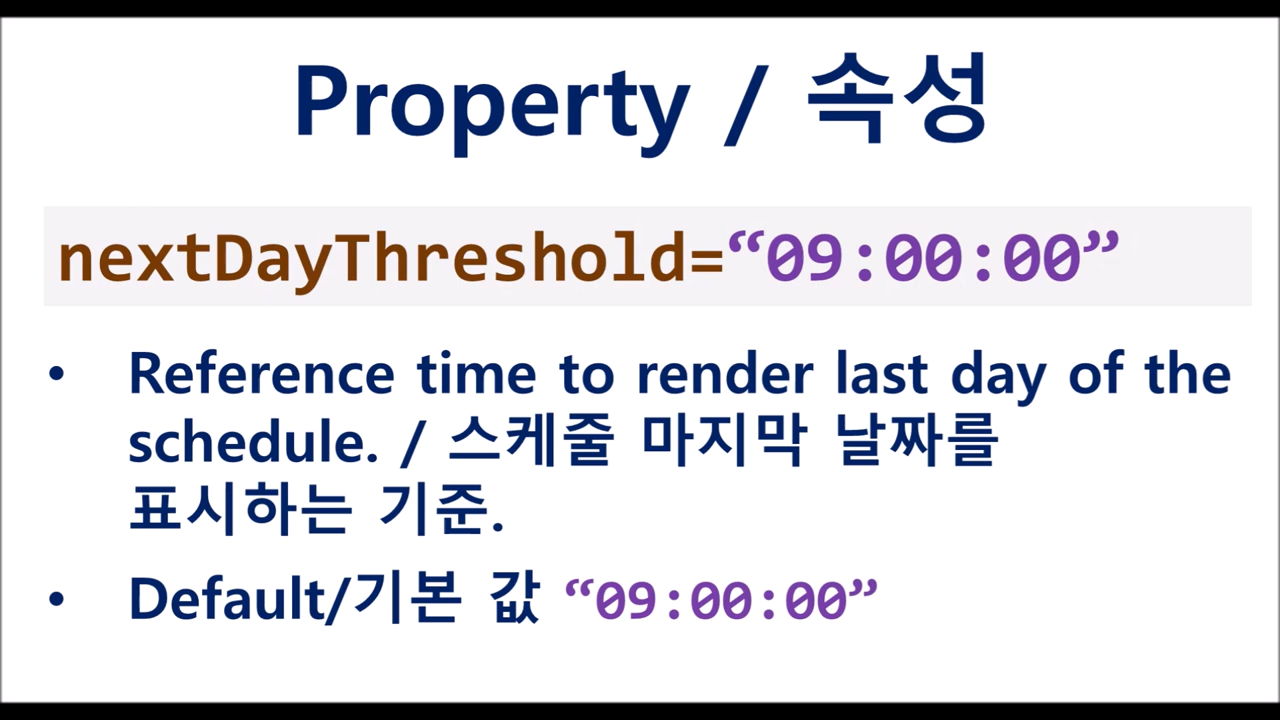 Property / 속성
nextDayThreshold=“09:00:00”
• Reference time to render last day of the
schedule. / 스케줄 마지막 날짜를
표시하는 기준.
• Default/기본 값 “09:00:00”